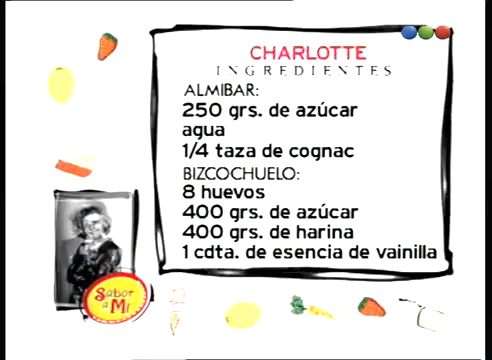 CHARLOTTE
INGREDIENTES
ALMIBAR:
250 grs. de azúcar
agua
1/4 taza de cognac
BIZCOCHUELO:
8 huevos
400 grs. de azúcar
400 grs. de harina
1 cdta. de esencia de vainilla
Sabor
a Mi